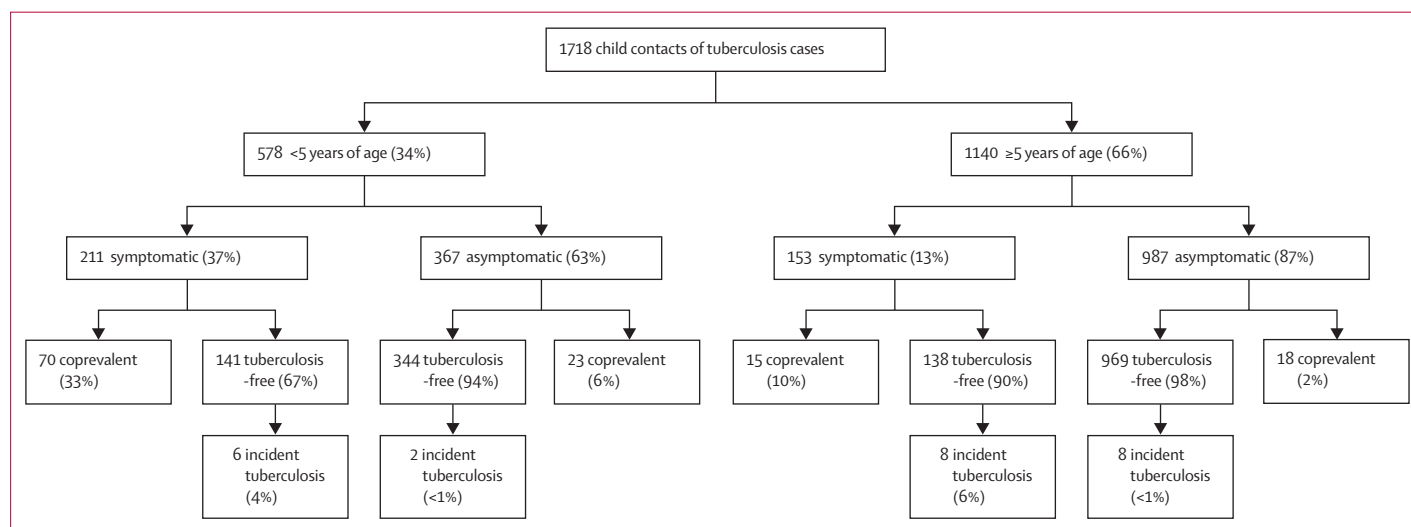 1718 child contacts of tuberculosis cases
578 <5 years of age (34%)
1140 ≥5 years of age (66%)
211 symptomatic (37%)
367 asymptomatic (63%)
153 symptomatic (13%)
987 asymptomatic (87%)
70 coprevalent
(33%)
141 tuberculosis
-free (67%)
344 tuberculosis
-free (94%)
23 coprevalent
(6%)
15 coprevalent
(10%)
138 tuberculosis
-free (90%)
969 tuberculosis
-free (98%)
18 coprevalent
(2%)
6 incident
tuberculosis
(4%)
2 incident
tuberculosis
(<1%)
8 incident
tuberculosis
(6%)
8 incident
tuberculosis
(<1%)